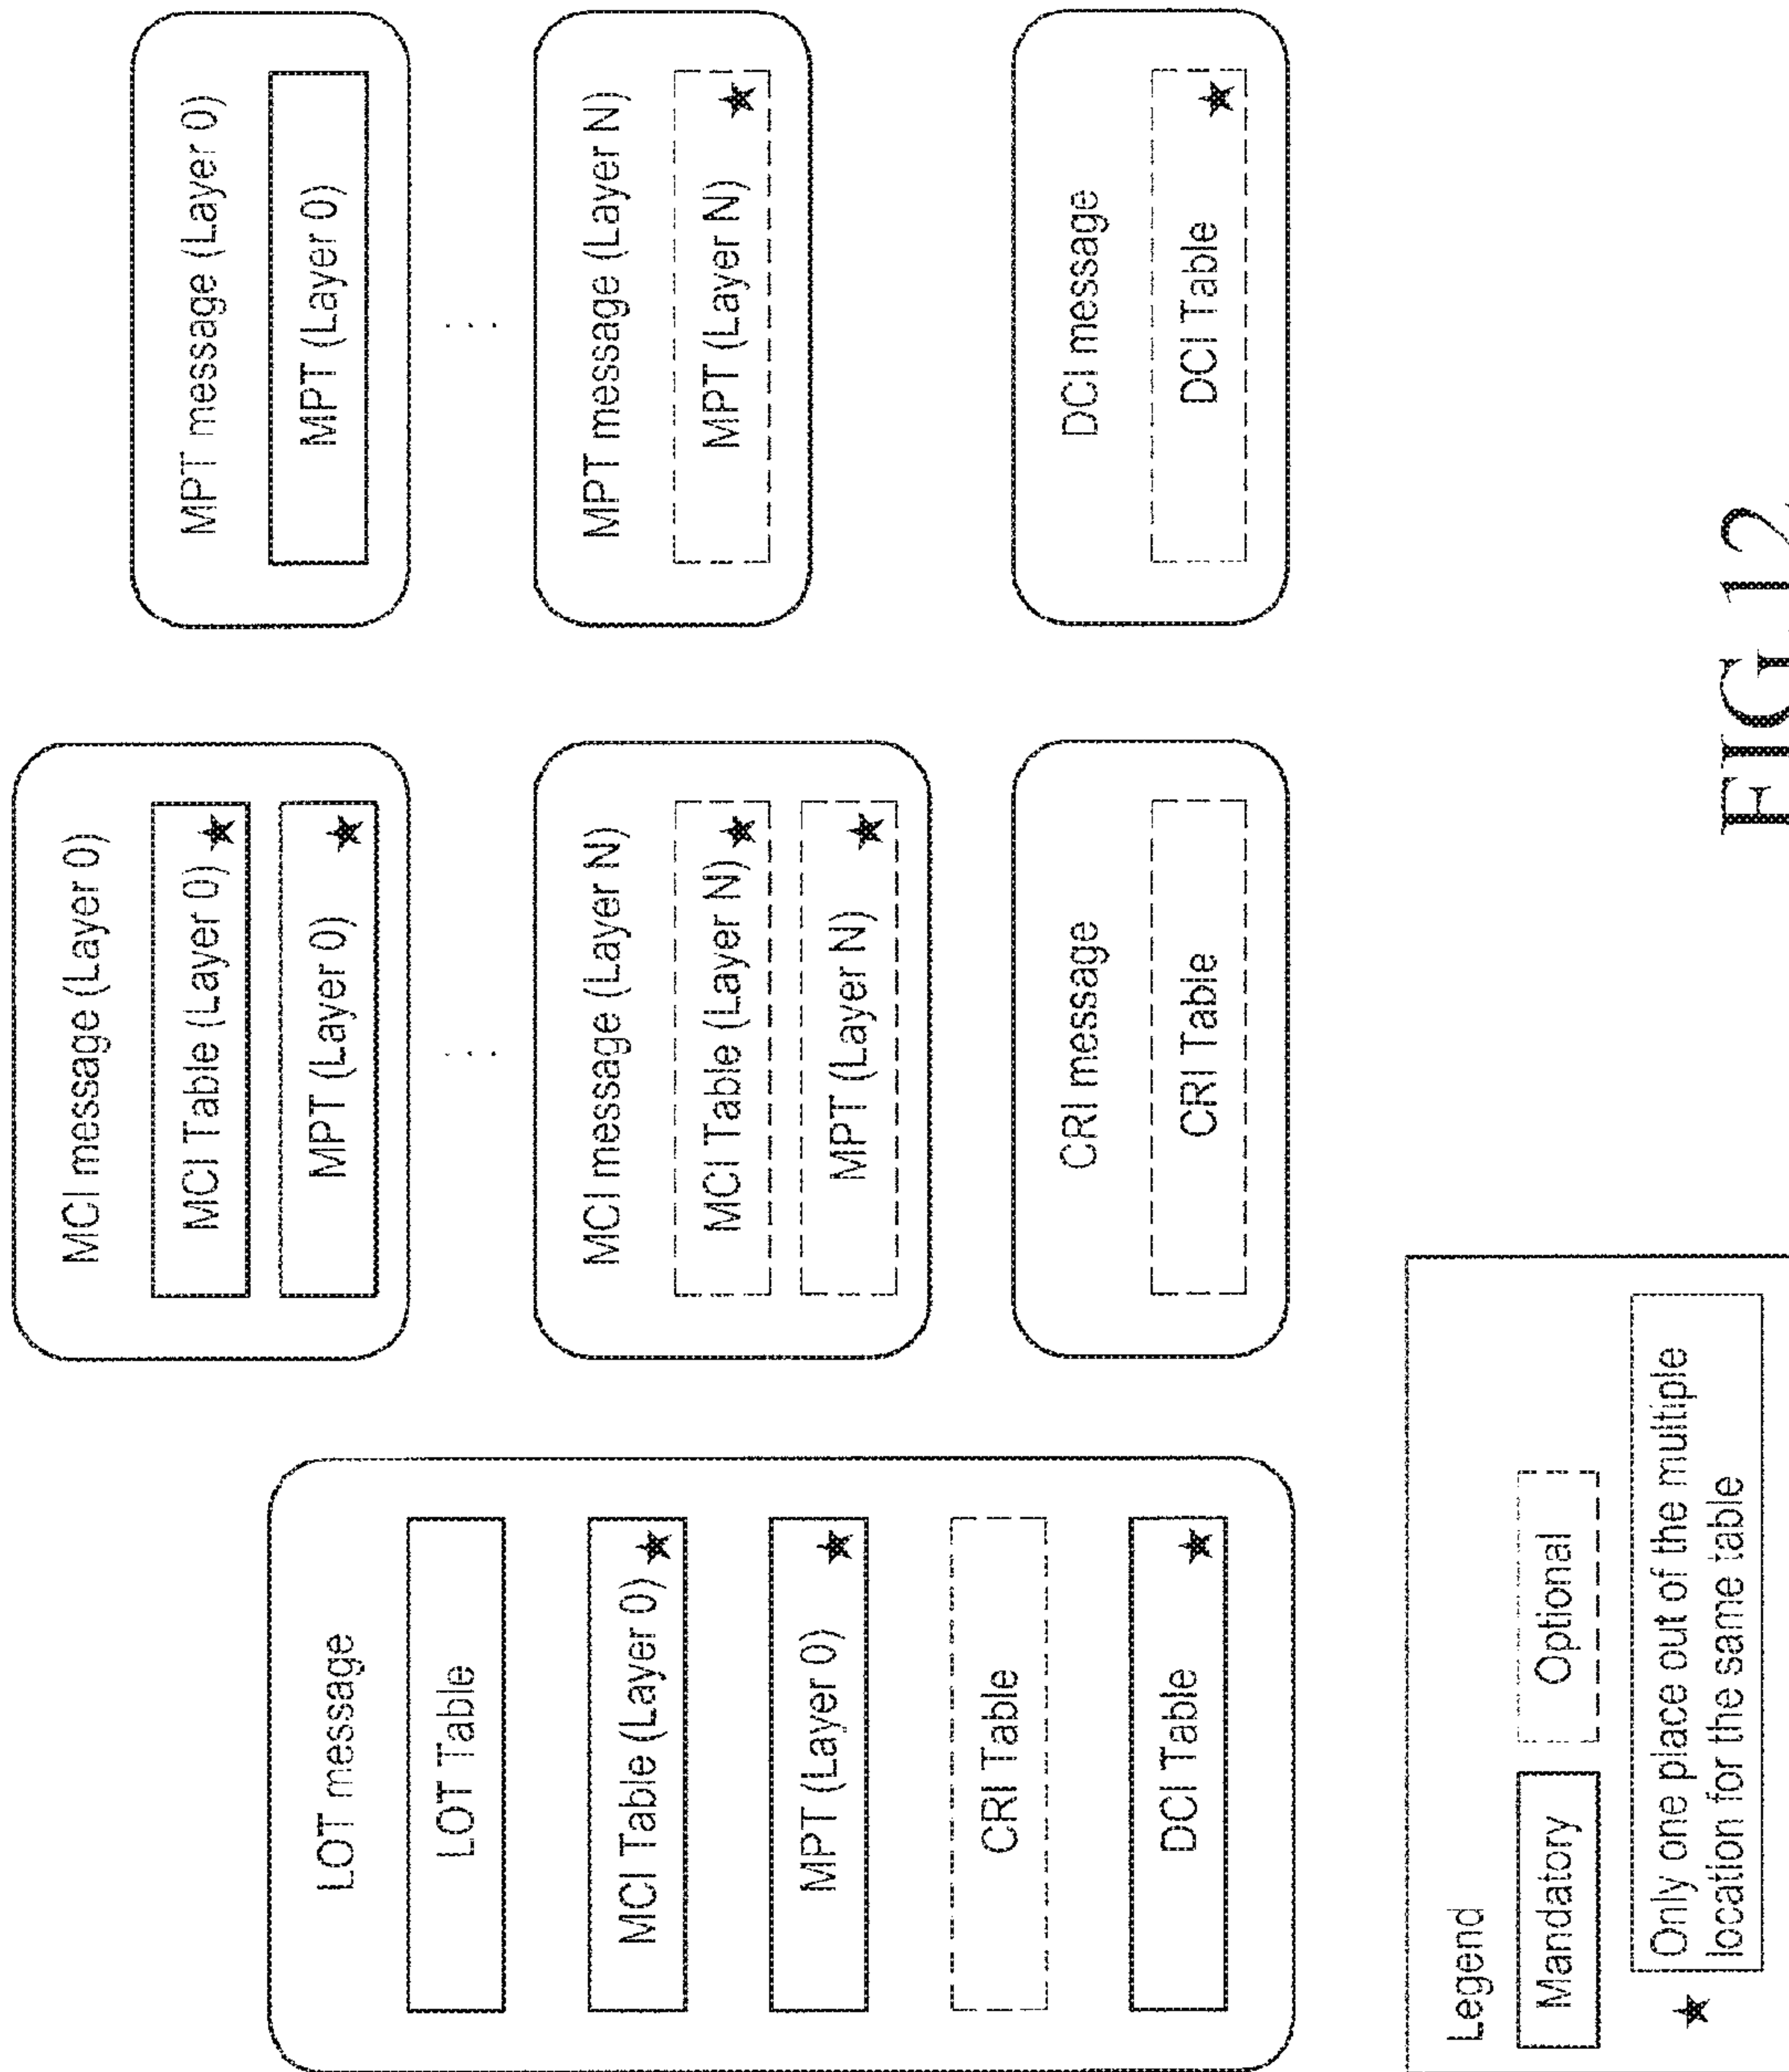 LOT message
LOT Table
MCI Table (Layer 0)
MPT (Layer 0)
CRI Table
DCI Table
MCI message (Layer 0)
MCI Table (Layer 0)
MPT (Layer 0)
. . .
MCI message (Layer N)
MCI Table (Layer N)
MPT (Layer N)
CRI message
CRI Table
MPT message (Layer 0)
MPT (Layer 0)
. . .
MPT message (Layer N)
MPT (Layer N)
DCI message
DCI Table
Legend
Mandatory
Optional
Only one place out of the multiple
location for the same table
FIG.12